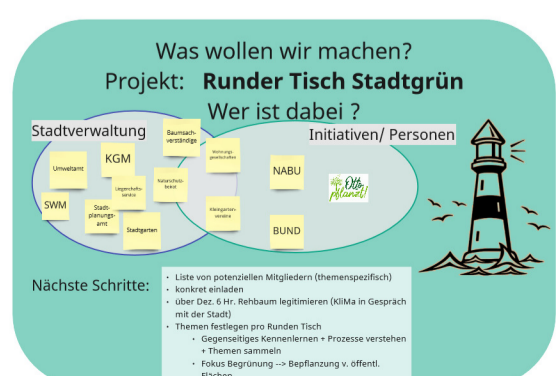 Was wollen wir machen?
Projekt: Runder Tisch Stadtgrün
Wer ist dabei ?
Stadtverwaltung
Initiativen/ Personen
Baumsach-
verständige
Wohnungs-
gesellschaften
Umweltamt
KGM
Liegenschafts-
service
Naturschutz-
beirat
SWM
Stadt-
planungs-
amt
Stadtgarten
Kleingarten-
vereine
NABU
Otto
pflanzt!
BUND
Nächste Schritte:
• Liste von potenziellen Mitgliedern (themenspezifisch)
• konkret einladen
• über Dez. 6 Hr. Rehbaum legitimieren (KliMa in Gespräch
mit der Stadt)
• Themen festlegen pro Runden Tisch
• Gegenseitiges Kennenlernen + Prozesse verstehen
+ Themen sammeln
• Fokus Begrünung --> Bepflanzung v. öffentl.
Flächen